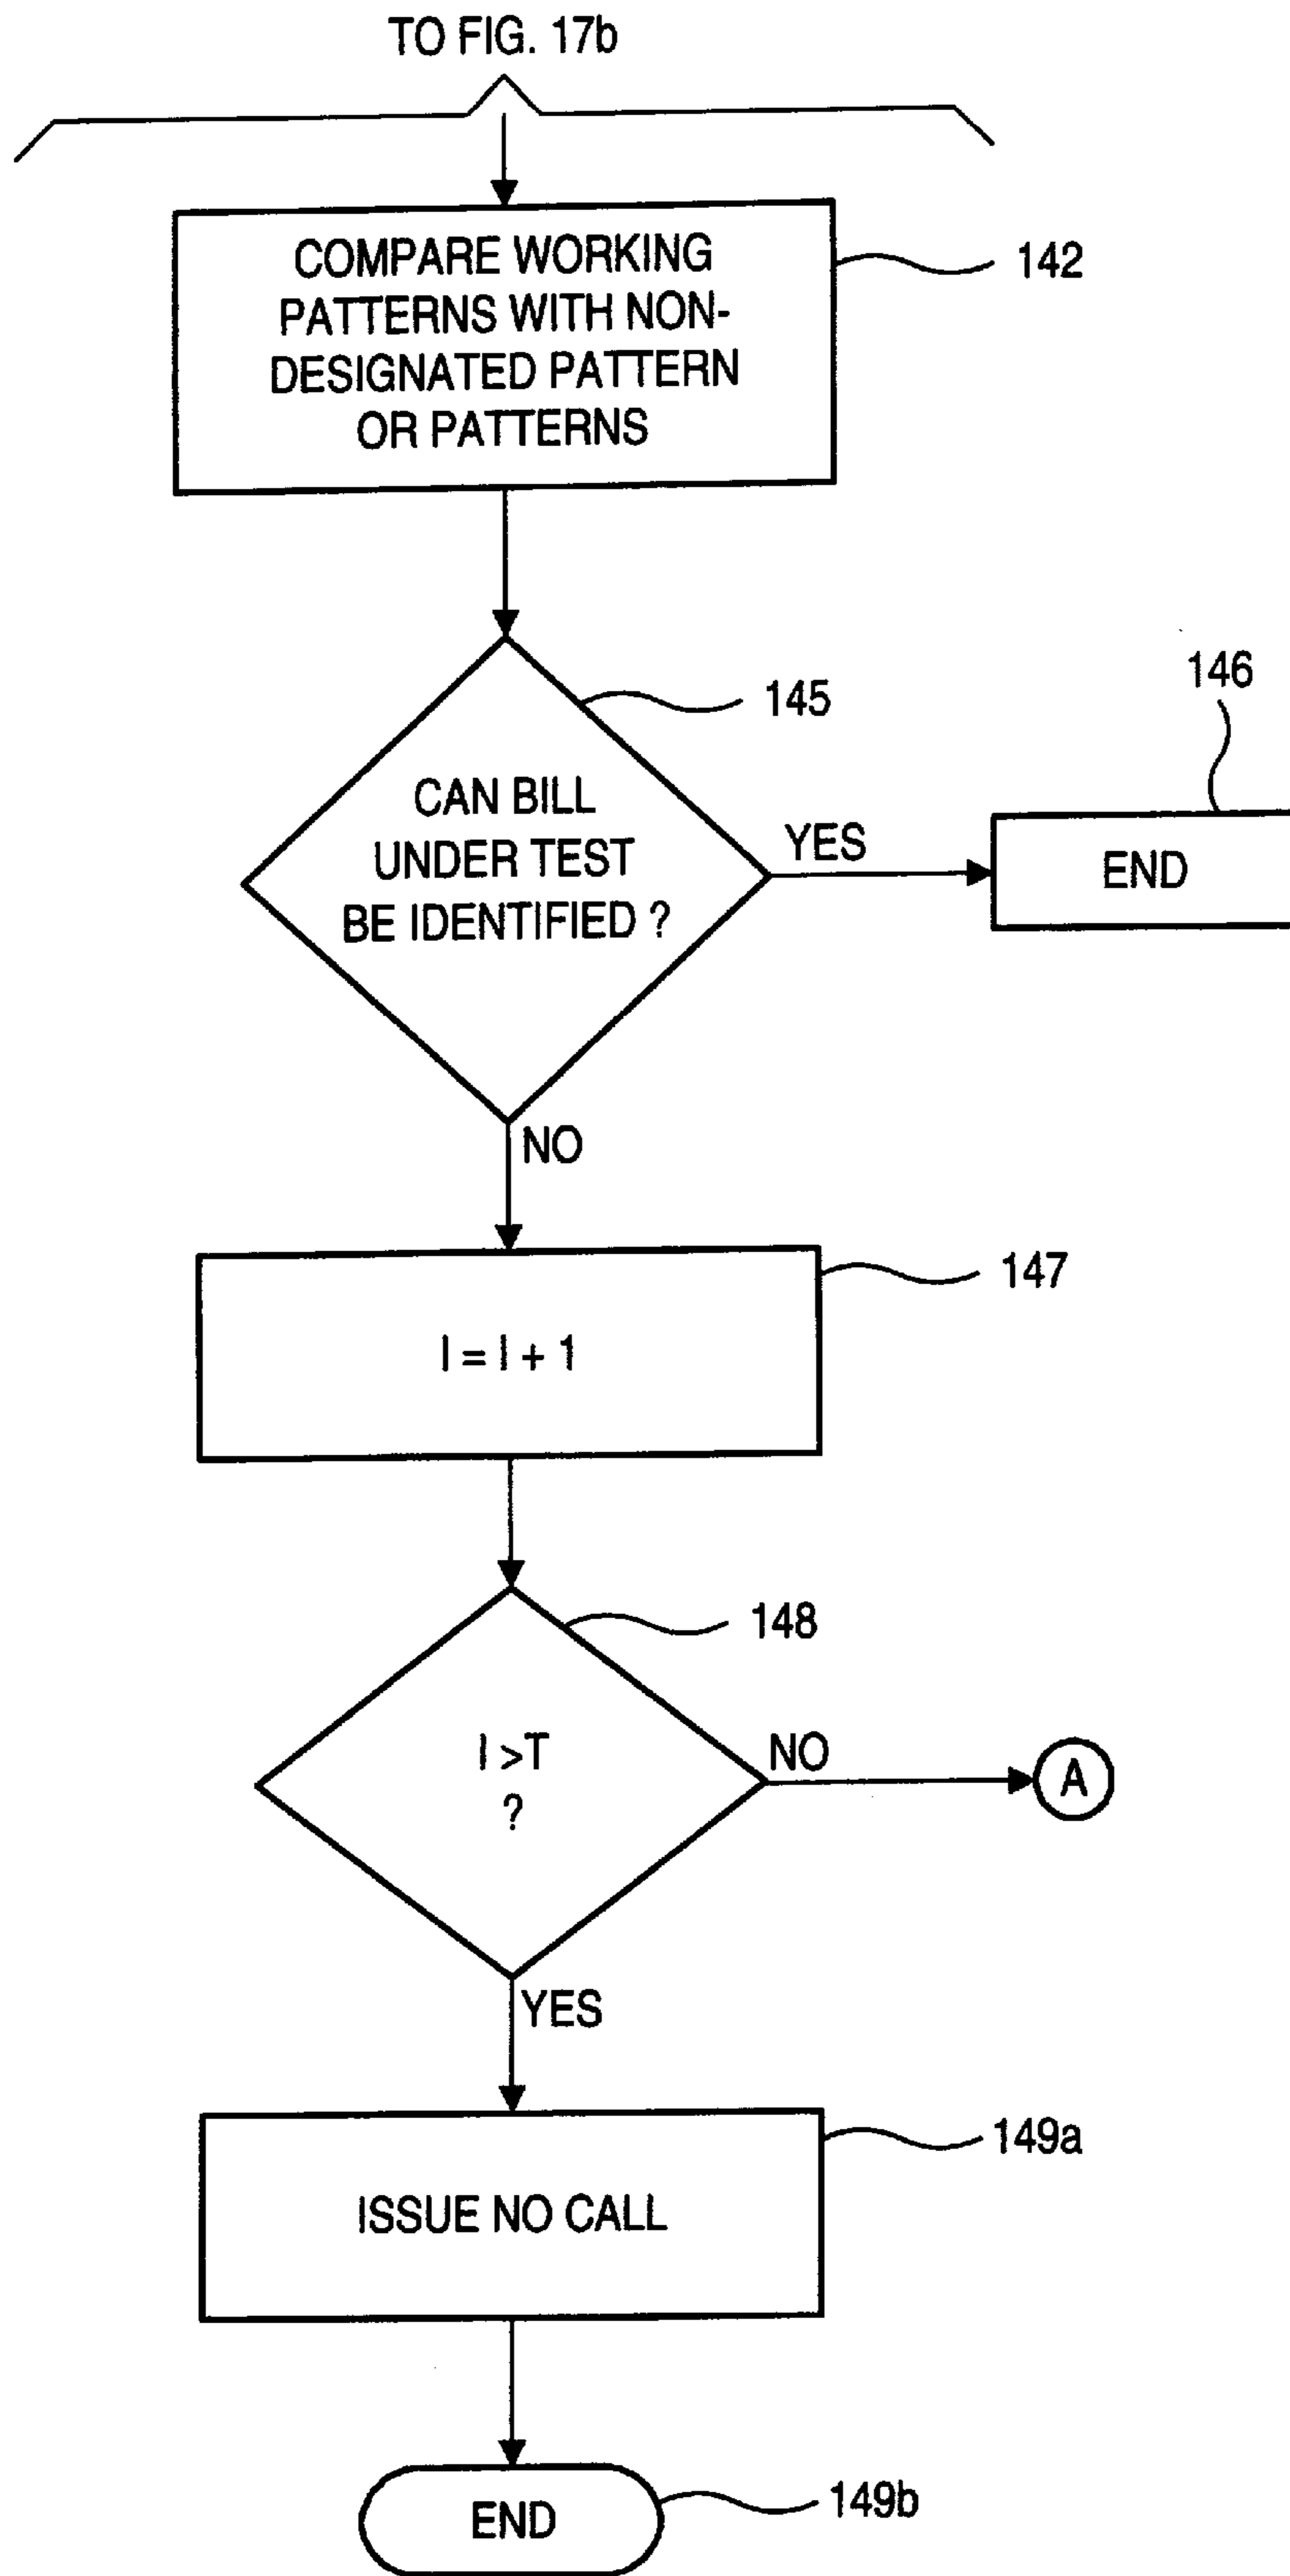 TO FIG. 17b
COMPARE WORKING
PATTERNS WITH NON-
DESIGNATED PATTERN
OR PATTERNS
142
145
CAN BILL
UNDER TEST
BE IDENTIFIED ?
YES
146
END
NO
147
I = I + 1
148
I >T
?
NO
A
YES
149a
ISSUE NO CALL
END
149b